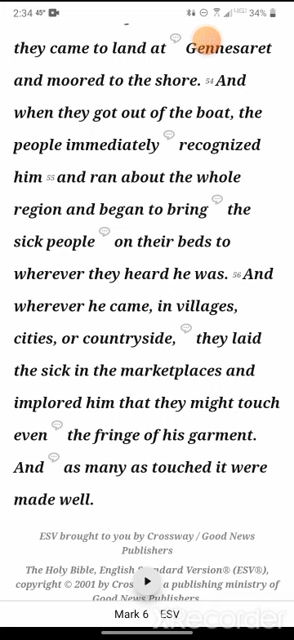 2:34 45° 34%
they came to land at Gennesaret
and moored to the shore. 54 And
when they got out of the boat, the
people immediately recognized
him 55 and ran about the whole
region and began to bring the
sick people on their beds to
wherever they heard he was. 56 And
wherever he came, in villages,
cities, or countryside, they laid
the sick in the marketplaces and
implored him that they might touch
even the fringe of his garment.
And as many as touched it were
made well.
ESV brought to you by Crossway / Good News
Publishers
The Holy Bible, English Standard Version® (ESV®),
copyright © 2001 by a publishing ministry of
Good News Publishers
Mark 6 ESV
XRecorder